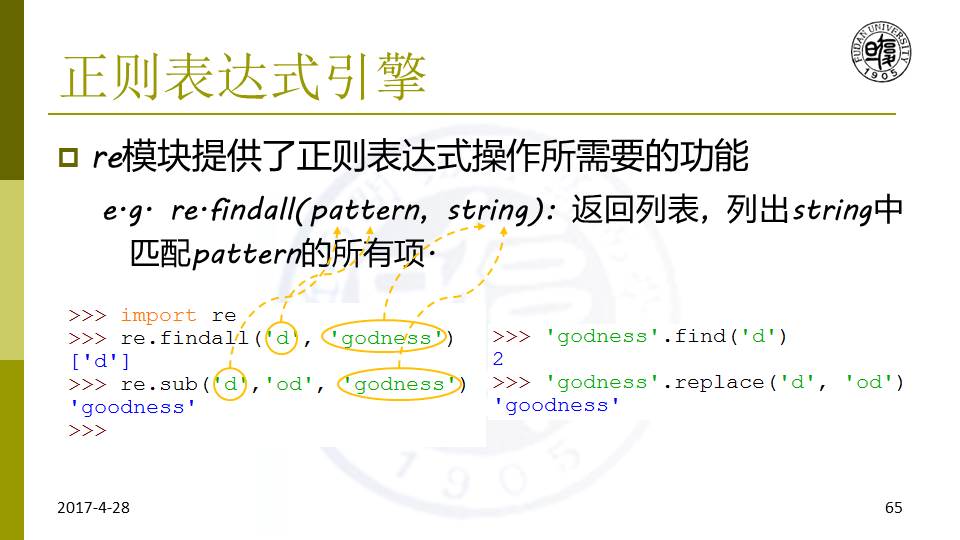 正则表达式引擎
FUDAN UNIVERSITY
1905
re模块提供了正则表达式操作所需要的功能
e.g. re.findall(pattern, string): 返回列表，列出string中
匹配pattern的所有项.
>>> import re
>>> re.findall('d', 'godness')
['d']
>>> re.sub('d','od', 'godness')
'goodness'
>>>
>>> 'godness'.find('d')
2
>>> 'godness'.replace('d', 'od')
'goodness'
1905
2017-4-28
65